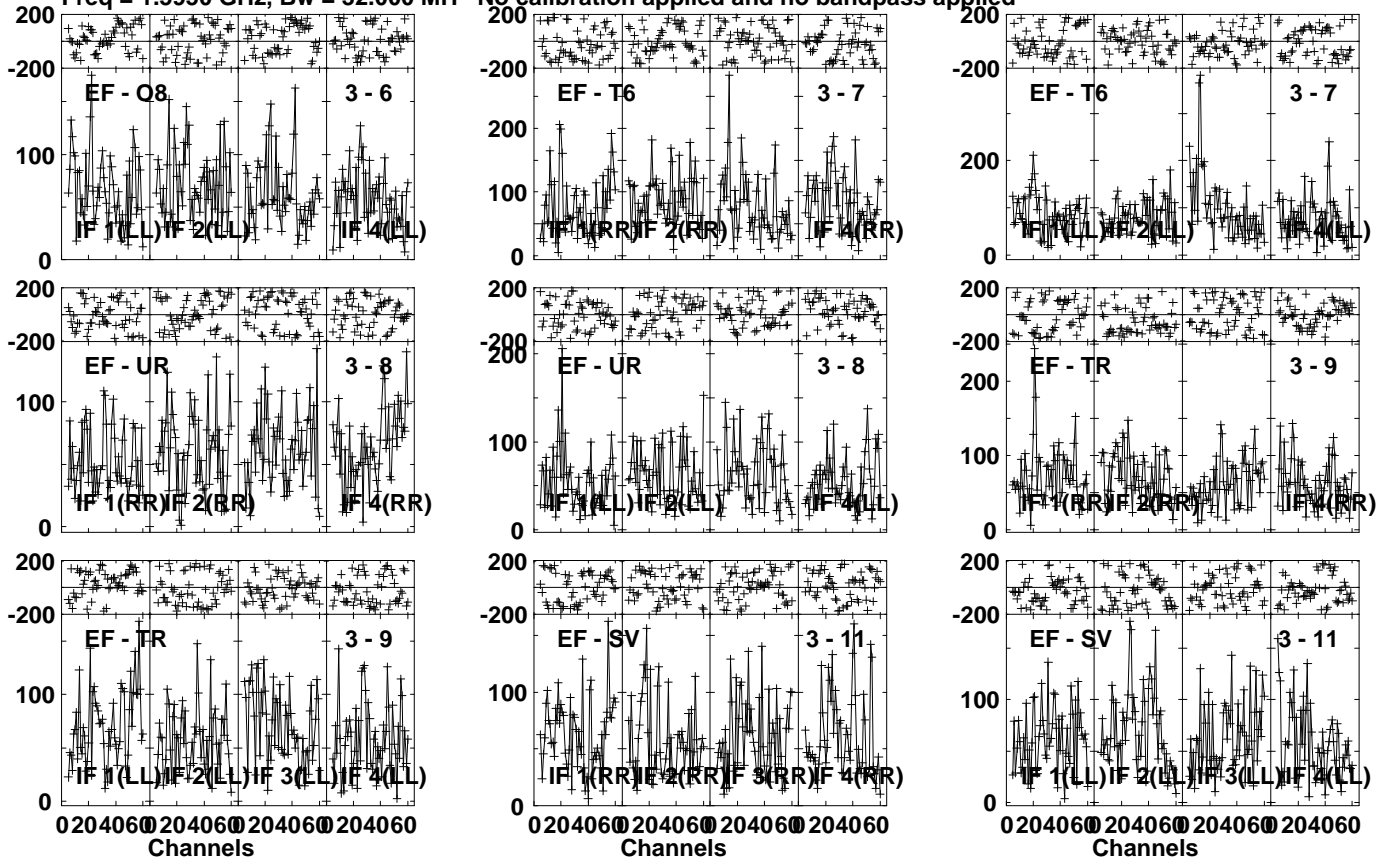 Freq = 1.5950 GHz, Bw = 32.000 MH No calibration applied and no bandpass applied
200
-200
EF - O8 3 - 6
100
0
IF 1(LL) IF 2(LL) IF 4(LL)
EF - T6 3 - 7
200
100
0
IF 1(RR) IF 2(RR) IF 4(RR)
EF - T6 3 - 7
200
0
IF 1(LL) IF 2(LL) IF 4(LL)
200
-200
EF - UR 3 - 8
100
0
IF 1(RR) IF 2(RR) IF 4(RR)
200
-200
EF - UR 3 - 8
200
100
0
IF 1(LL) IF 2(LL) IF 4(LL)
200
-200
EF - TR 3 - 9
200
100
0
IF 1(RR) IF 2(RR) IF 4(RR)
200
-200
EF - TR 3 - 9
100
0
IF 1(LL) IF 2(LL) IF 3(LL) IF 4(LL)
0 20 40 60 0 20 40 60 0 20 40 60 0 20 40 60
Channels
200
-200
EF - SV 3 - 11
100
0
IF 1(RR) IF 2(RR) IF 3(RR) IF 4(RR)
0 20 40 60 0 20 40 60 0 20 40 60 0 20 40 60
Channels
200
-200
EF - SV 3 - 11
100
0
IF 1(LL) IF 2(LL) IF 3(LL) IF 4(LL)
0 20 40 60 0 20 40 60 0 20 40 60 0 20 40 60
Channels